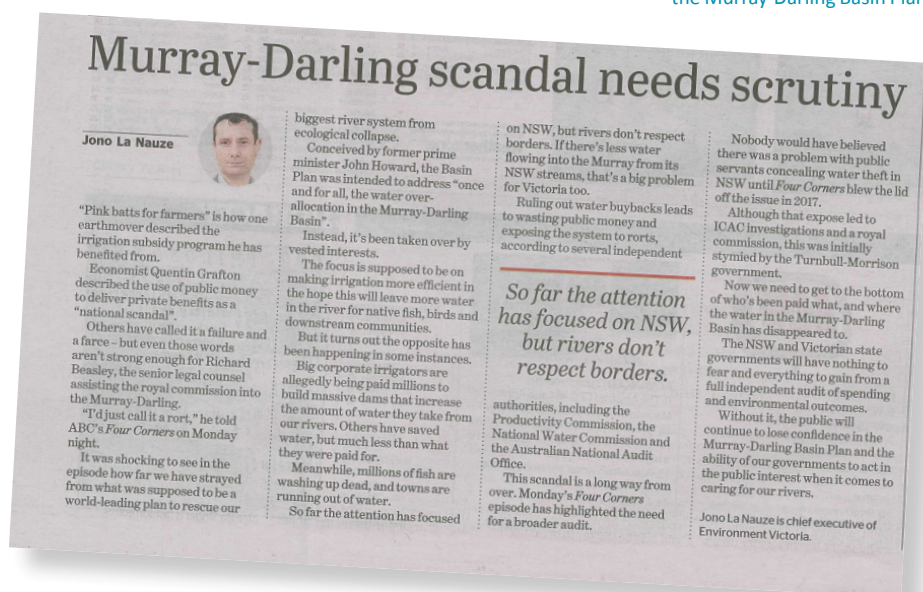 the Murray-Darling Basin Plan
Murray-Darling scandal needs scrutiny
Jono La Nauze
“Pink batts for farmers” is how one
earthmover described the
irrigation subsidy program he has
benefited from.
Economist Quentin Grafton
described the use of public money
to deliver private benefits as a
“national scandal”.
Others have called it a failure and
a farce – but even those words
aren’t strong enough for Richard
Beasley, the senior legal counsel
assisting the royal commission into
the Murray-Darling.
“I’d just call it a rort,” he told
ABC’s Four Corners on Monday
night.
It was shocking to see in the
episode how far we have strayed
from what was supposed to be a
world-leading plan to rescue our
biggest river system from
ecological collapse.
Conceived by former prime
minister John Howard, the Basin
Plan was intended to address “once
and for all, the water over-
allocation in the Murray-Darling
Basin”.
Instead, it’s been taken over by
vested interests.
The focus is supposed to be on
making irrigation more efficient in
the hope this will leave more water
in the river for native fish, birds and
downstream communities.
But it turns out the opposite has
been happening in some instances.
Big corporate irrigators are
allegedly being paid millions to
build massive dams that increase
the amount of water they take from
our rivers. Others have saved
water, but much less than what
they were paid for.
Meanwhile, millions of fish are
washing up dead, and towns are
running out of water.
So far the attention has focused
on NSW, but rivers don’t respect
borders. If there’s less water
flowing into the Murray from its
NSW streams, that’s a big problem
for Victoria too.
Ruling out water buybacks leads
to wasting public money and
exposing the system to rorts,
according to several independent
So far the attention
has focused on NSW,
but rivers don’t
respect borders.
authorities, including the
Productivity Commission, the
National Water Commission and
the Australian National Audit
Office.
This scandal is a long way from
over. Monday’s Four Corners
episode has highlighted the need
for a broader audit.
Nobody would have believed
there was a problem with public
servants concealing water theft in
NSW until Four Corners blew the lid
off the issue in 2017.
Although that expose led to
ICAC investigations and a royal
commission, this was initially
stymied by the Turnbull-Morrison
government.
Now we need to get to the bottom
of who’s been paid what, and where
the water in the Murray-Darling
Basin has disappeared to.
The NSW and Victorian state
governments will have nothing to
fear and everything to gain from a
full independent audit of spending
and environmental outcomes.
Without it, the public will
continue to lose confidence in the
Murray-Darling Basin Plan and the
ability of our governments to act in
the public interest when it comes to
caring for our rivers.
Jono La Nauze is chief executive of
Environment Victoria.